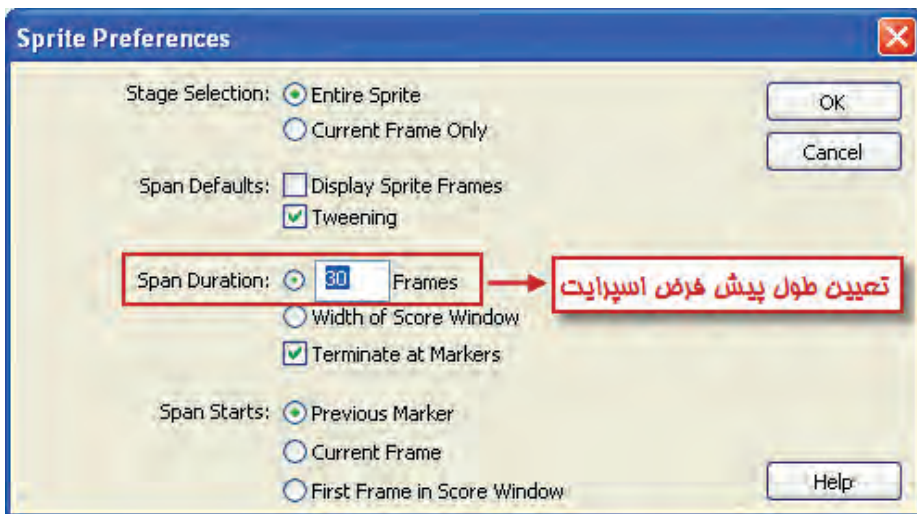 Sprite Preferences
Stage Selection: Entire Sprite
Current Frame Only
OK
Cancel
Span Defaults: Display Sprite Frames
Tweening
Span Duration: 30 Frames
تعیین طول پیش فرض اسپرایت
Width of Score Window
Terminate at Markers
Span Starts: Previous Marker
Current Frame
First Frame in Score Window
Help